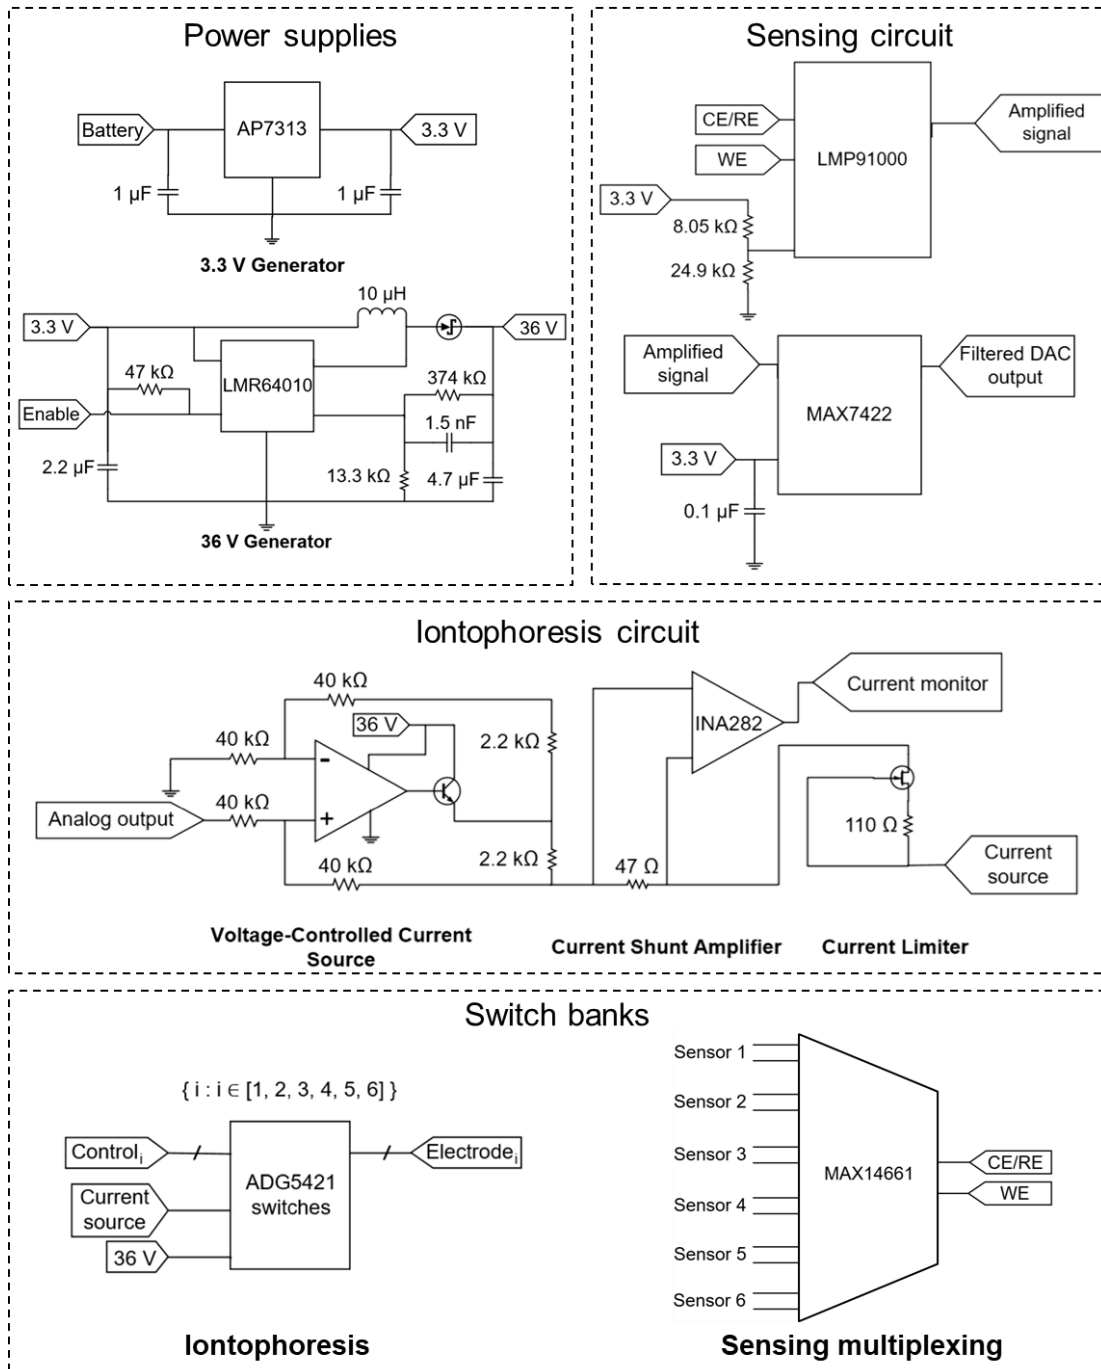 Power supplies
Battery
AP7313
3.3 V
1 µF
1 µF
3.3 V Generator
10 µH
3.3 V
36 V
47 kΩ
LMR64010
374 kΩ
Enable
1.5 nF
2.2 µF
13.3 kΩ
4.7 µF
36 V Generator
Sensing circuit
CE/RE
WE
LMP91000
Amplified
signal
3.3 V
8.05 kΩ
24.9 kΩ
Amplified
signal
MAX7422
Filtered DAC
output
3.3 V
0.1 µF
Iontophoresis circuit
40 kΩ
36 V
40 kΩ
2.2 kΩ
-
+
Analog output
40 kΩ
40 kΩ
2.2 kΩ
INA282
Current monitor
47 Ω
110 Ω
Current
source
Voltage-Controlled Current
Source
Current Shunt Amplifier
Current Limiter
Switch banks
{ i : i ∈ [1, 2, 3, 4, 5, 6] }
Controli
Current
source
36 V
ADG5421
switches
Electrodei
Iontophoresis
Sensor 1
Sensor 2
Sensor 3
Sensor 4
Sensor 5
Sensor 6
MAX14661
CE/RE
WE
Sensing multiplexing